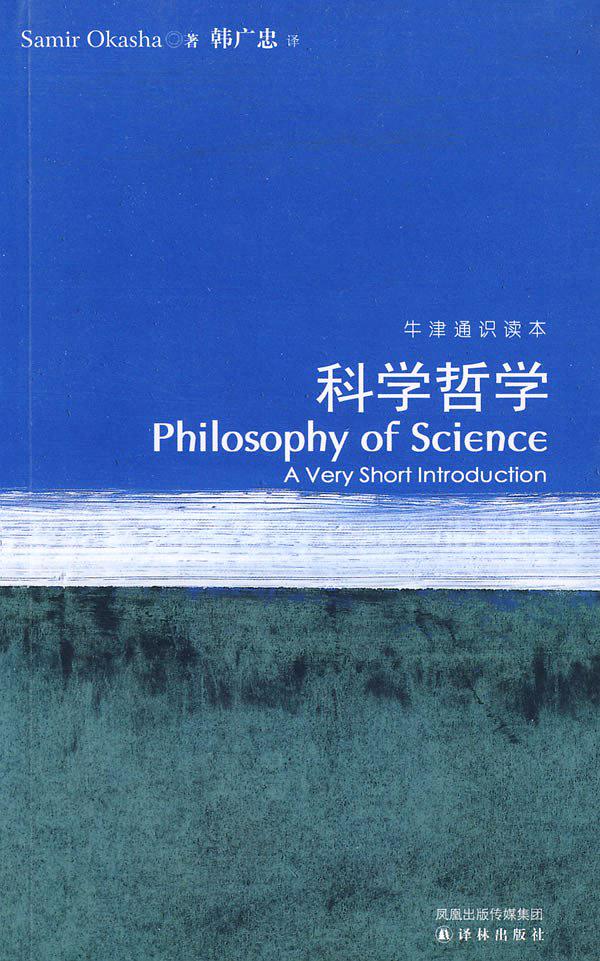 Samir Okasha◎著 韩广忠 译
牛津通识读本
科学哲学
Philosophy of Science
A Very Short Introduction
凤凰出版传媒集团
译林出版社